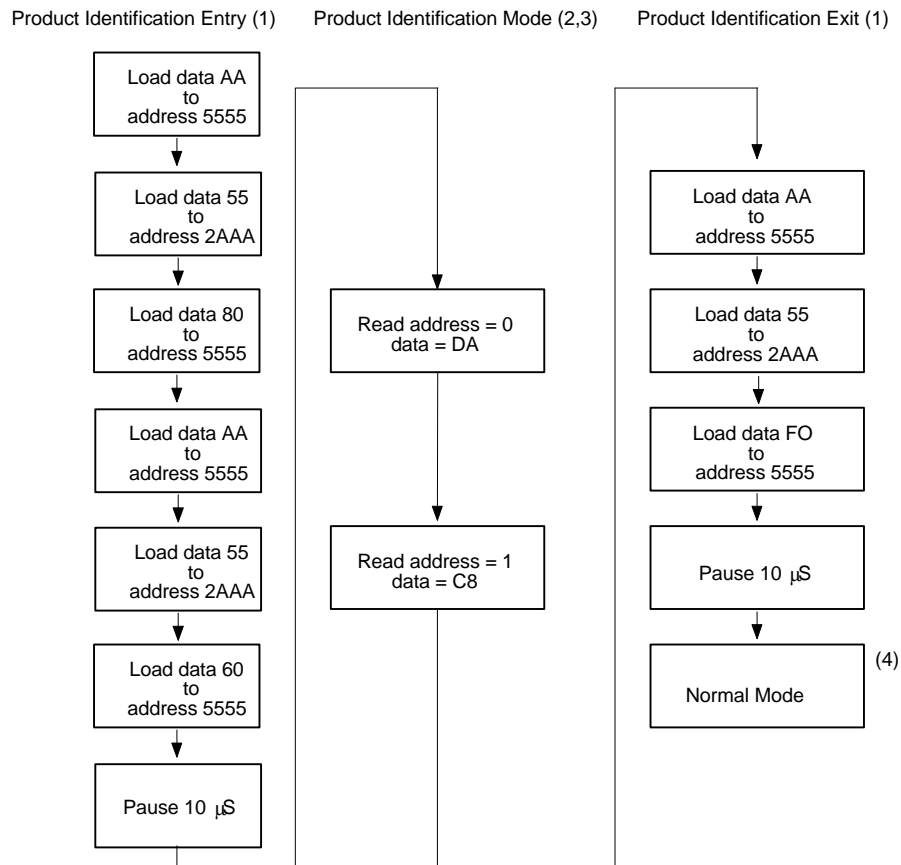 Product Identification Entry (1)
Product Identification Mode (2,3)
Product Identification Exit (1)
Load data AA
to
address 5555
Load data 55
to
address 2AAA
Load data 80
to
address 5555
Load data AA
to
address 5555
Load data 55
to
address 2AAA
Load data 60
to
address 5555
Pause 10 μS
Read address = 0
data = DA
Read address = 1
data = C8
Load data AA
to
address 5555
Load data 55
to
address 2AAA
Load data FO
to
address 5555
Pause 10 μS
Normal Mode
(4)